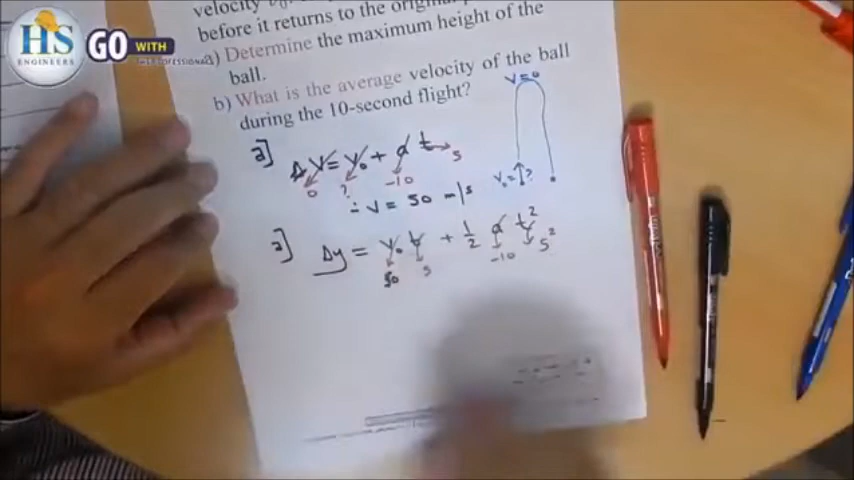 HS
ENGINEERS
GO WITH
velocity v₀.
before it returns to the original
a) Determine the maximum height of the
ball.
b) What is the average velocity of the ball
during the 10-second flight?
V=0
a] Δ V = V₀ + a t → 5
0 ? -10
V₀ = ?
∴ V = 50 m/s
a] Δy = V₀ t + 1/2 a t²
50 5 -10 5²